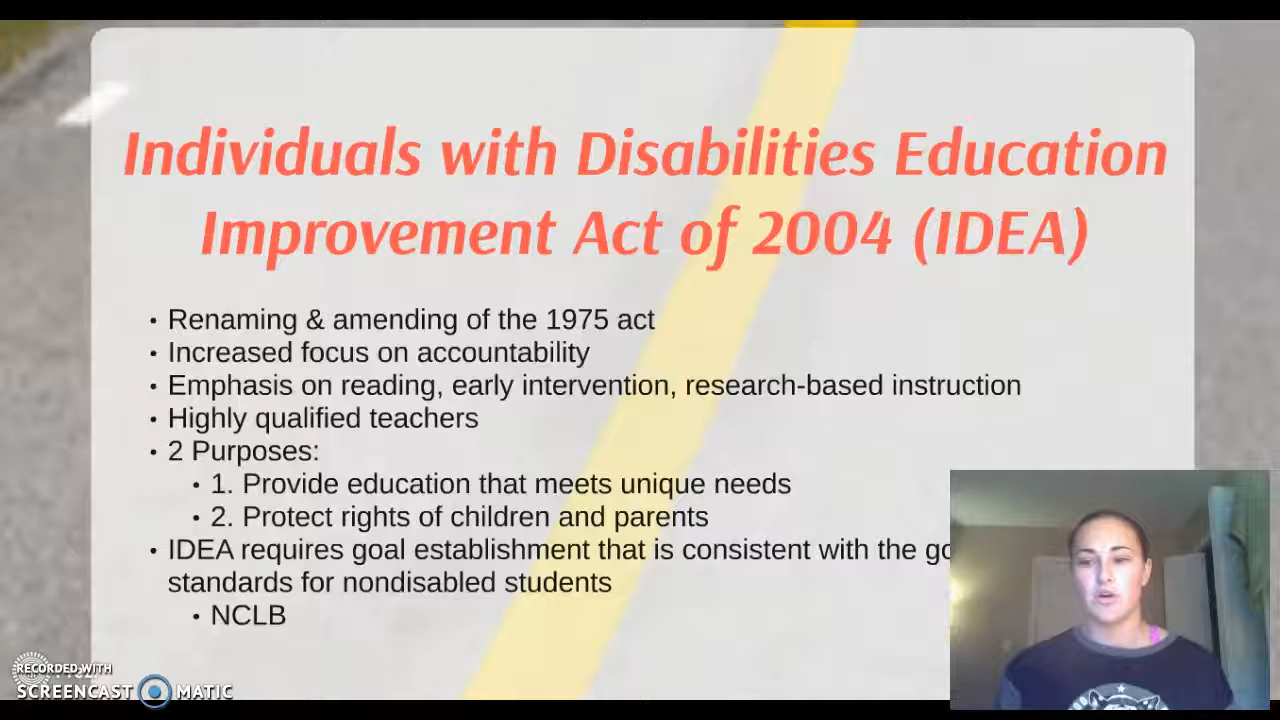 Individuals with Disabilities Education
Improvement Act of 2004 (IDEA)
• Renaming & amending of the 1975 act
• Increased focus on accountability
• Emphasis on reading, early intervention, research-based instruction
• Highly qualified teachers
• 2 Purposes:
• 1. Provide education that meets unique needs
• 2. Protect rights of children and parents
• IDEA requires goal establishment that is consistent with the
standards for nondisabled students
• NCLB
RECORDED WITH
SCREENCAST MATIC